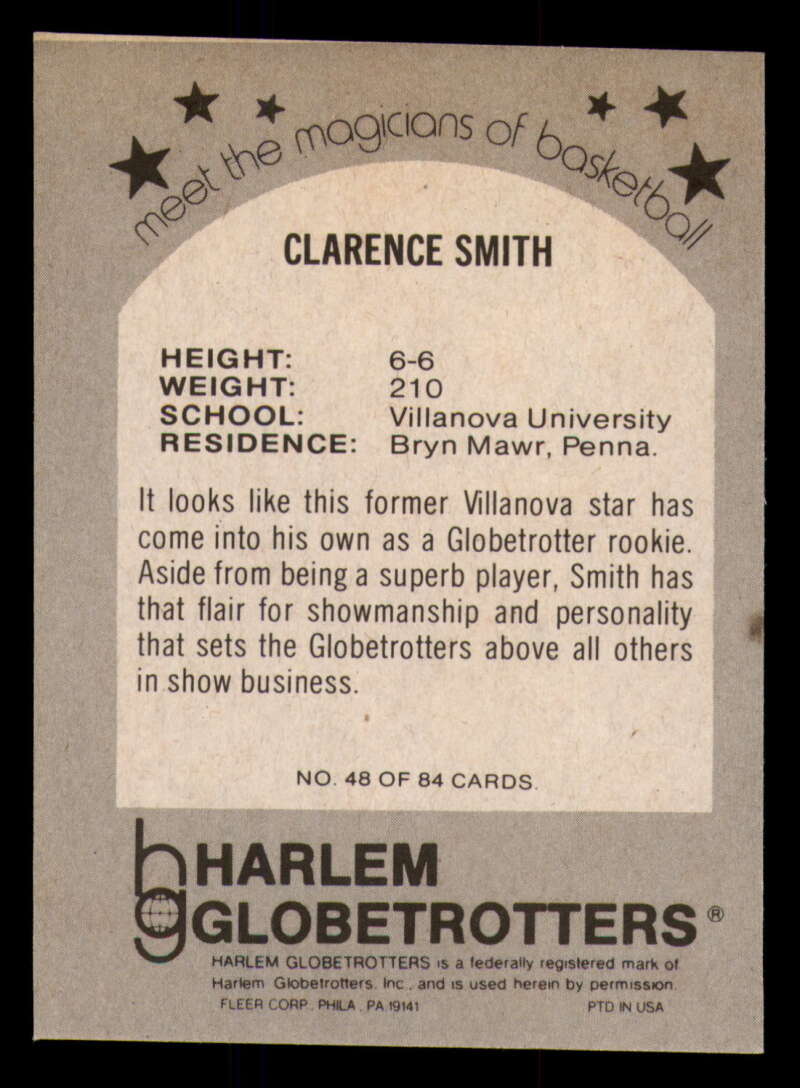 meet the magicians of basketball
CLARENCE SMITH
HEIGHT: 6-6
WEIGHT: 210
SCHOOL: Villanova University
RESIDENCE: Bryn Mawr, Penna.
It looks like this former Villanova star has
come into his own as a Globetrotter rookie.
Aside from being a superb player, Smith has
that flair for showmanship and personality
that sets the Globetrotters above all others
in show business.
NO. 48 OF 84 CARDS.
hg HARLEM
GLOBETROTTERS®
HARLEM GLOBETROTTERS is a federally registered mark of
Harlem Globetrotters, Inc., and is used herein by permission.
FLEER CORP., PHILA., PA 19141 PTD IN USA